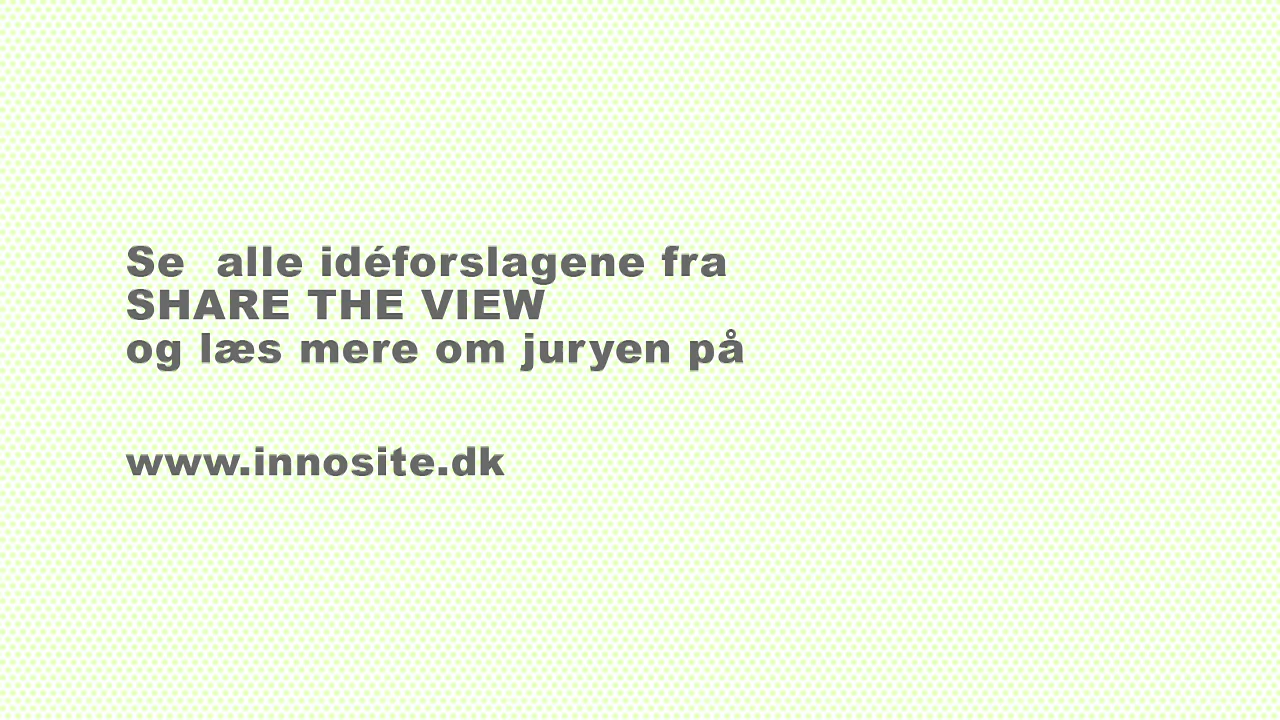 Se  alle idéforslagene fra
SHARE THE VIEW
og læs mere om juryen på
www.innosite.dk